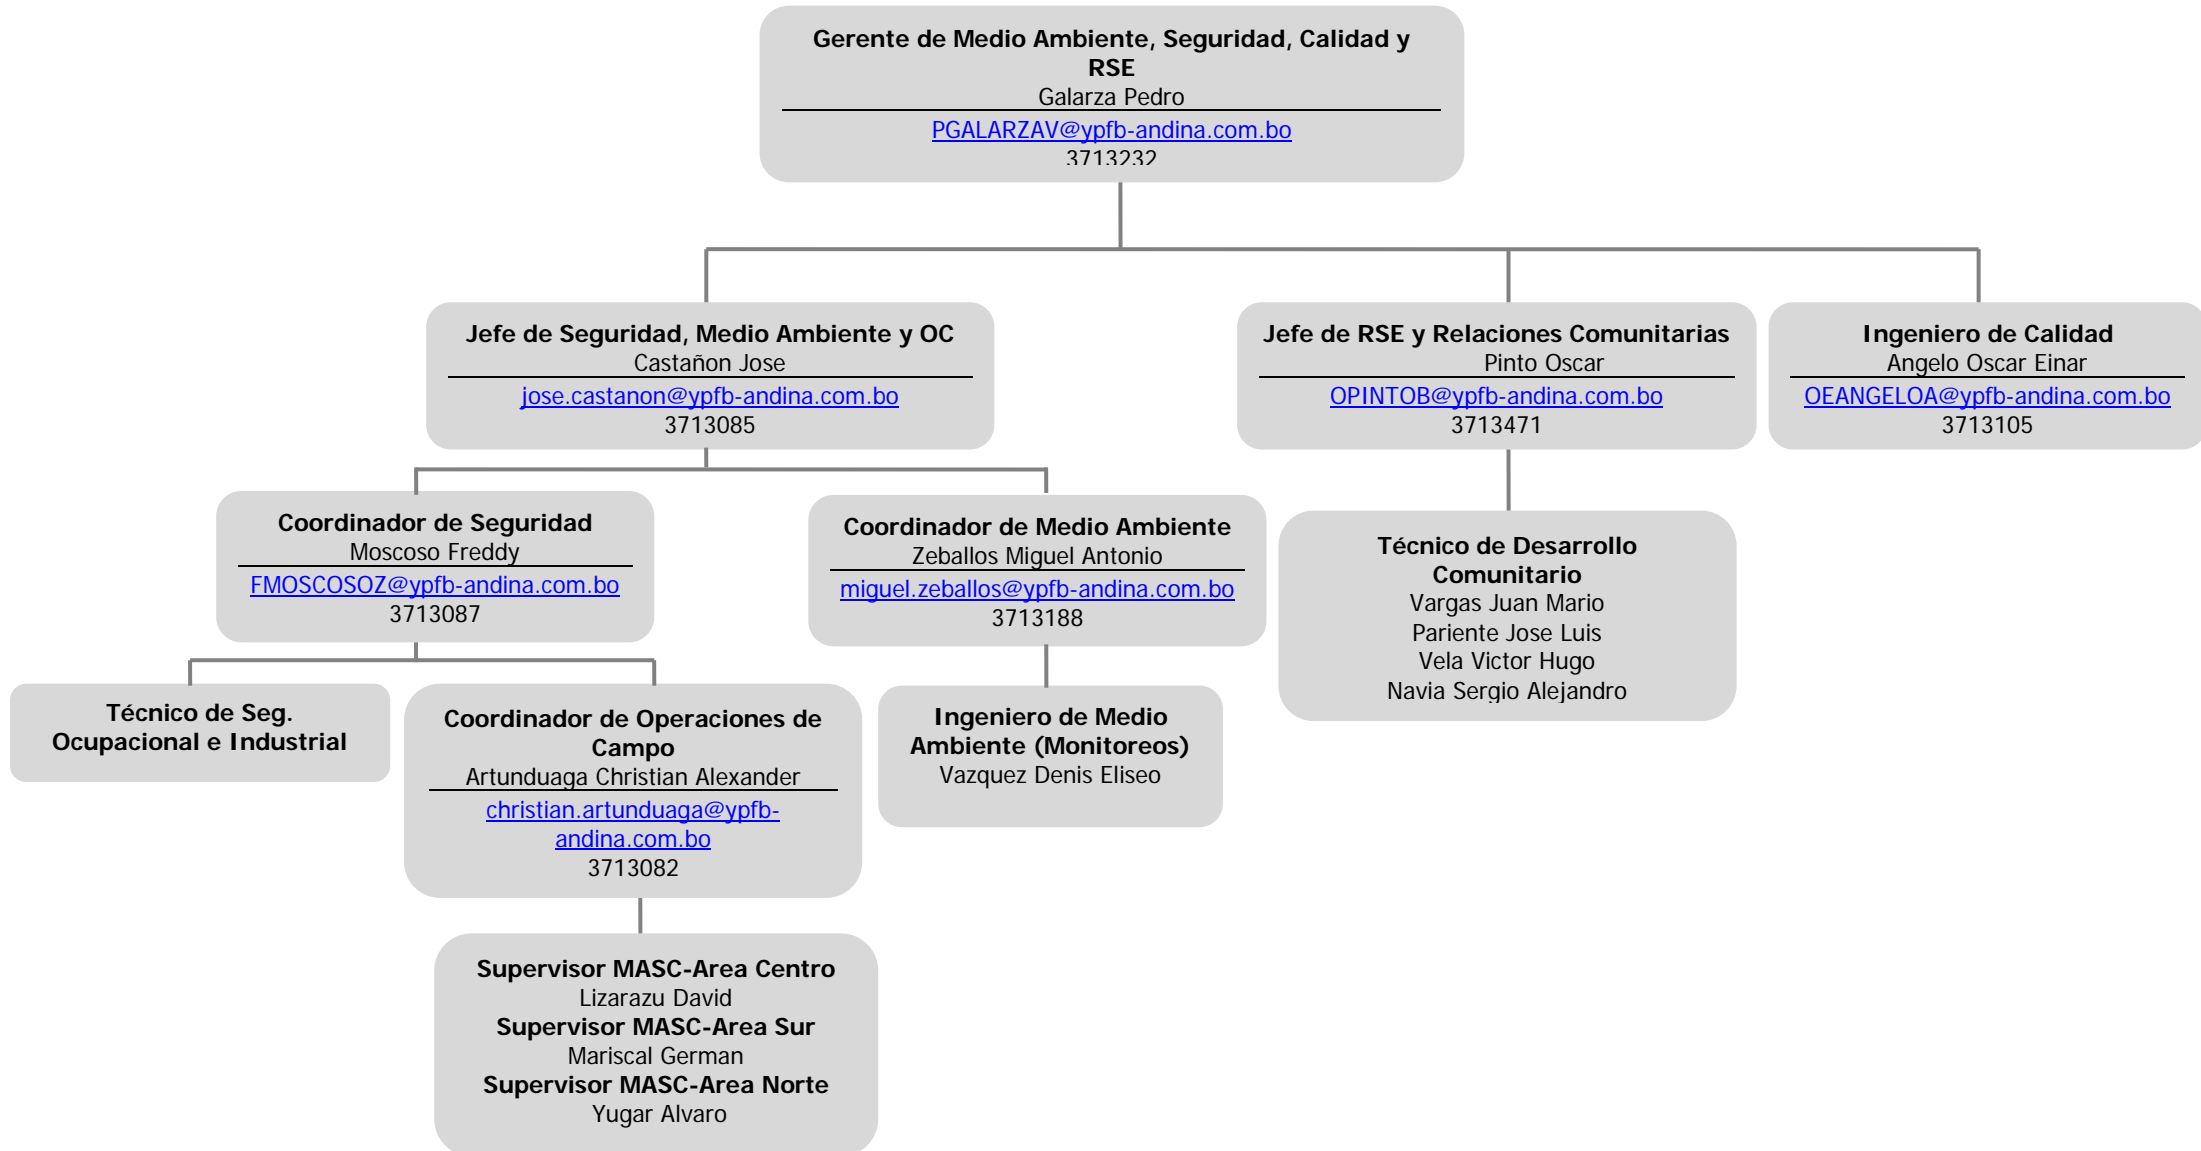 Gerente de Medio Ambiente, Seguridad, Calidad y
RSE
Galarza Pedro
PGALARZAV@ypfb-andina.com.bo
3713232
Jefe de Seguridad, Medio Ambiente y OC
Castañon Jose
jose.castanon@ypfb-andina.com.bo
3713085
Jefe de RSE y Relaciones Comunitarias
Pinto Oscar
OPINTOB@ypfb-andina.com.bo
3713471
Ingeniero de Calidad
Angelo Oscar Einar
OEANGELOA@ypfb-andina.com.bo
3713105
Coordinador de Seguridad
Moscoso Freddy
FMOSCOSOZ@ypfb-andina.com.bo
3713087
Coordinador de Medio Ambiente
Zeballos Miguel Antonio
miguel.zeballos@ypfb-andina.com.bo
3713188
Técnico de Desarrollo
Comunitario
Vargas Juan Mario
Pariente Jose Luis
Vela Victor Hugo
Navia Sergio Alejandro
Técnico de Seg.
Ocupacional e Industrial
Coordinador de Operaciones de
Campo
Artunduaga Christian Alexander
christian.artunduaga@ypfb-
andina.com.bo
3713082
Ingeniero de Medio
Ambiente (Monitoreos)
Vazquez Denis Eliseo
Supervisor MASC-Area Centro
Lizarazu David
Supervisor MASC-Area Sur
Mariscal German
Supervisor MASC-Area Norte
Yugar Alvaro